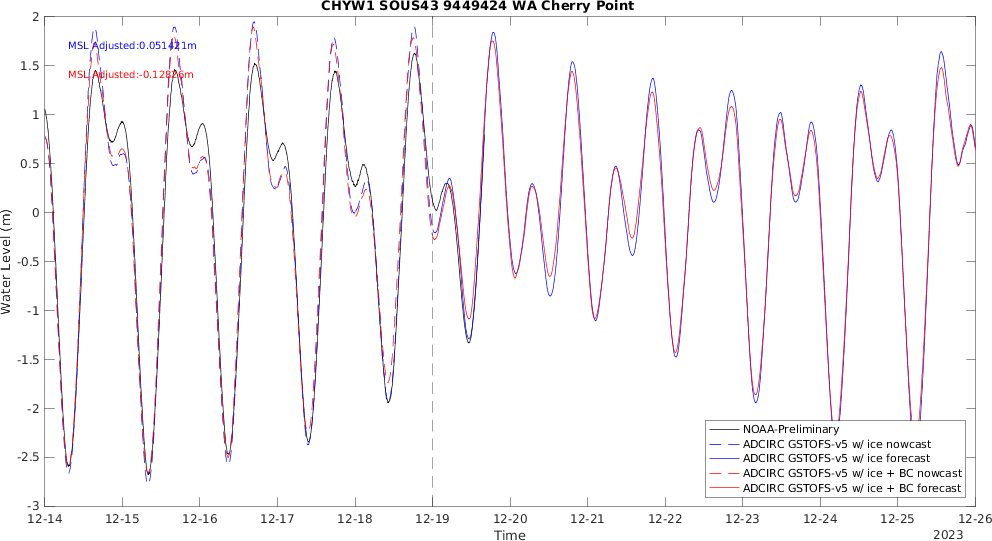 CHYW1 SOUS43 9449424 WA Cherry Point
2
1.5
1
0.5
0
-0.5
-1
-1.5
-2
-2.5
-3
Water Level (m)
MSL Adjusted:0.051421m
MSL Adjusted:-0.12826m
NOAA-Preliminary
ADCIRC GSTOFS-v5 w/ ice nowcast
ADCIRC GSTOFS-v5 w/ ice forecast
ADCIRC GSTOFS-v5 w/ ice + BC nowcast
ADCIRC GSTOFS-v5 w/ ice + BC forecast
12-14 12-15 12-16 12-17 12-18 12-19 12-20 12-21 12-22 12-23 12-24 12-25 12-26
Time
2023